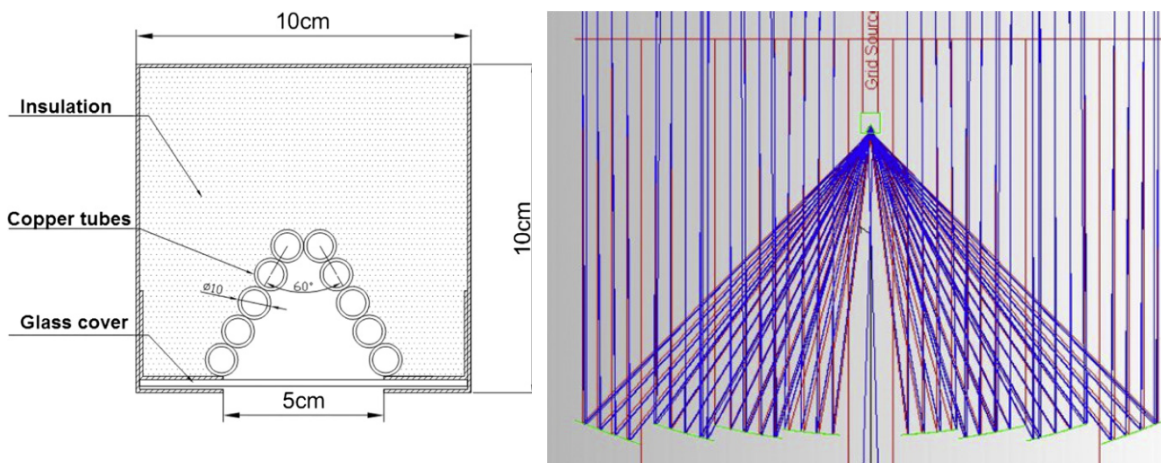 10cm
Insulation
Copper tubes
ø10
60°
Glass cover
5cm
10cm
Grid Source